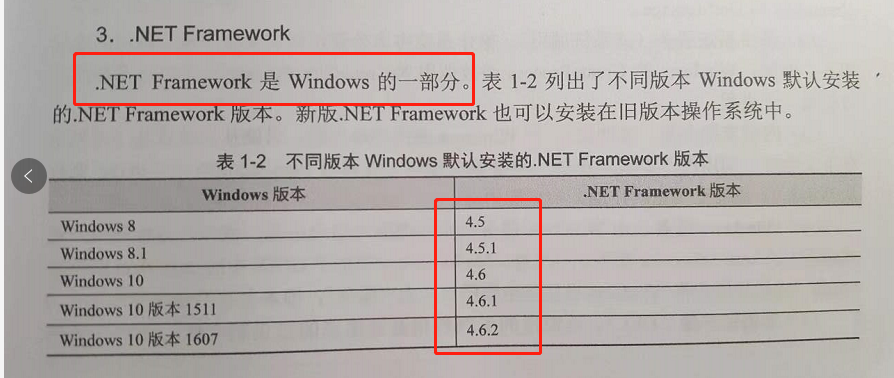 3. .NET Framework
.NET Framework 是 Windows 的一部分。表 1-2 列出了不同版本 Windows 默认安装
的.NET Framework 版本。新版.NET Framework 也可以安装在旧版本操作系统中。
表 1-2 不同版本 Windows 默认安装的.NET Framework 版本
Windows 版本 .NET Framework 版本
Windows 8 4.5
Windows 8.1 4.5.1
Windows 10 4.6
Windows 10 版本 1511 4.6.1
Windows 10 版本 1607 4.6.2